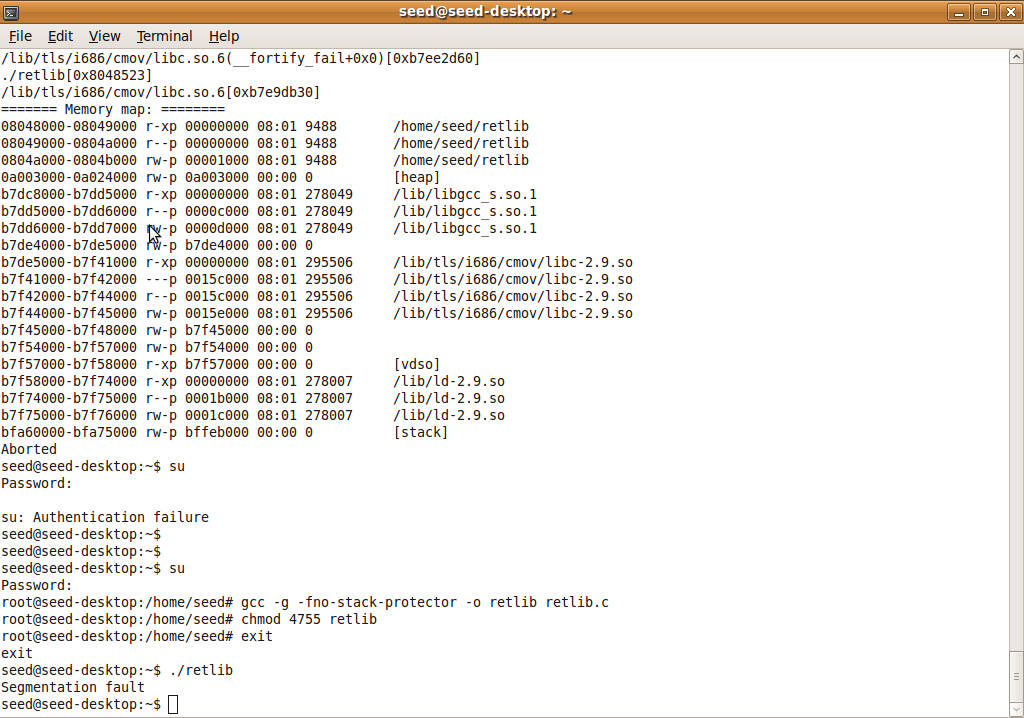 seed@seed-desktop: ~
File Edit View Terminal Help
/lib/tls/i686/cmov/libc.so.6(__fortify_fail+0x0)[0xb7ee2d60]
./retlib[0x8048523]
/lib/tls/i686/cmov/libc.so.6[0xb7e9db30]
======= Memory map: ========
08048000-08049000 r-xp 00000000 08:01 9488       /home/seed/retlib
08049000-0804a000 r--p 00000000 08:01 9488       /home/seed/retlib
0804a000-0804b000 rw-p 00001000 08:01 9488       /home/seed/retlib
0a003000-0a024000 rw-p 0a003000 00:00 0          [heap]
b7dc8000-b7dd5000 r-xp 00000000 08:01 278049     /lib/libgcc_s.so.1
b7dd5000-b7dd6000 r--p 0000c000 08:01 278049     /lib/libgcc_s.so.1
b7dd6000-b7dd7000 rw-p 0000d000 08:01 278049     /lib/libgcc_s.so.1
b7de4000-b7de5000 rw-p b7de4000 00:00 0
b7de5000-b7f41000 r-xp 00000000 08:01 295506     /lib/tls/i686/cmov/libc-2.9.so
b7f41000-b7f42000 ---p 0015c000 08:01 295506     /lib/tls/i686/cmov/libc-2.9.so
b7f42000-b7f44000 r--p 0015c000 08:01 295506     /lib/tls/i686/cmov/libc-2.9.so
b7f44000-b7f45000 rw-p 0015e000 08:01 295506     /lib/tls/i686/cmov/libc-2.9.so
b7f45000-b7f48000 rw-p b7f45000 00:00 0
b7f54000-b7f57000 rw-p b7f54000 00:00 0
b7f57000-b7f58000 r-xp b7f57000 00:00 0          [vdso]
b7f58000-b7f74000 r-xp 00000000 08:01 278007     /lib/ld-2.9.so
b7f74000-b7f75000 r--p 0001b000 08:01 278007     /lib/ld-2.9.so
b7f75000-b7f76000 rw-p 0001c000 08:01 278007     /lib/ld-2.9.so
bfa60000-bfa75000 rw-p bffeb000 00:00 0          [stack]
Aborted
seed@seed-desktop:~$ su
Password:
su: Authentication failure
seed@seed-desktop:~$
seed@seed-desktop:~$
seed@seed-desktop:~$ su
Password:
root@seed-desktop:/home/seed# gcc -g -fno-stack-protector -o retlib retlib.c
root@seed-desktop:/home/seed# chmod 4755 retlib
root@seed-desktop:/home/seed# exit
exit
seed@seed-desktop:~$ ./retlib
Segmentation fault
seed@seed-desktop:~$